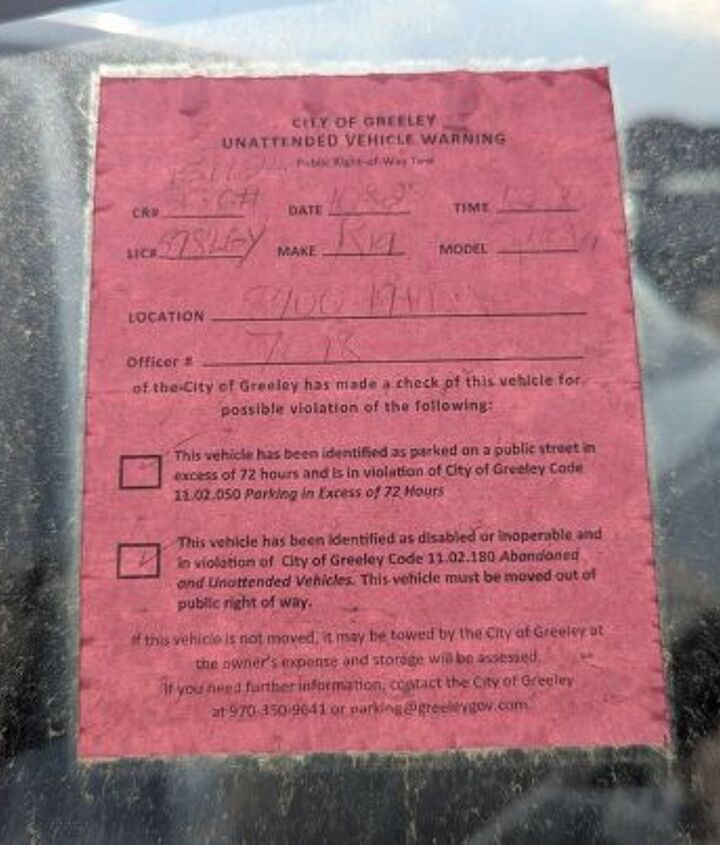 CITY OF GREELEY
UNATTENDED VEHICLE WARNING
Public Right-of-Way Tow
CR# DATE TIME
LIC# MAKE Kia MODEL
LOCATION
Officer #
of the City of Greeley has made a check of this vehicle for
possible violation of the following:
This vehicle has been identified as parked on a public street in
excess of 72 hours and is in violation of City of Greeley Code
11.02.050 Parking in Excess of 72 Hours
This vehicle has been identified as disabled or inoperable and
in violation of City of Greeley Code 11.02.180 Abandoned
and Unattended Vehicles. This vehicle must be moved out of
public right of way.
If this vehicle is not moved, it may be towed by the City of Greeley at
the owner's expense and storage will be assessed.
If you need further information, contact the City of Greeley
at 970-350-9641 or parking@greeleygov.com